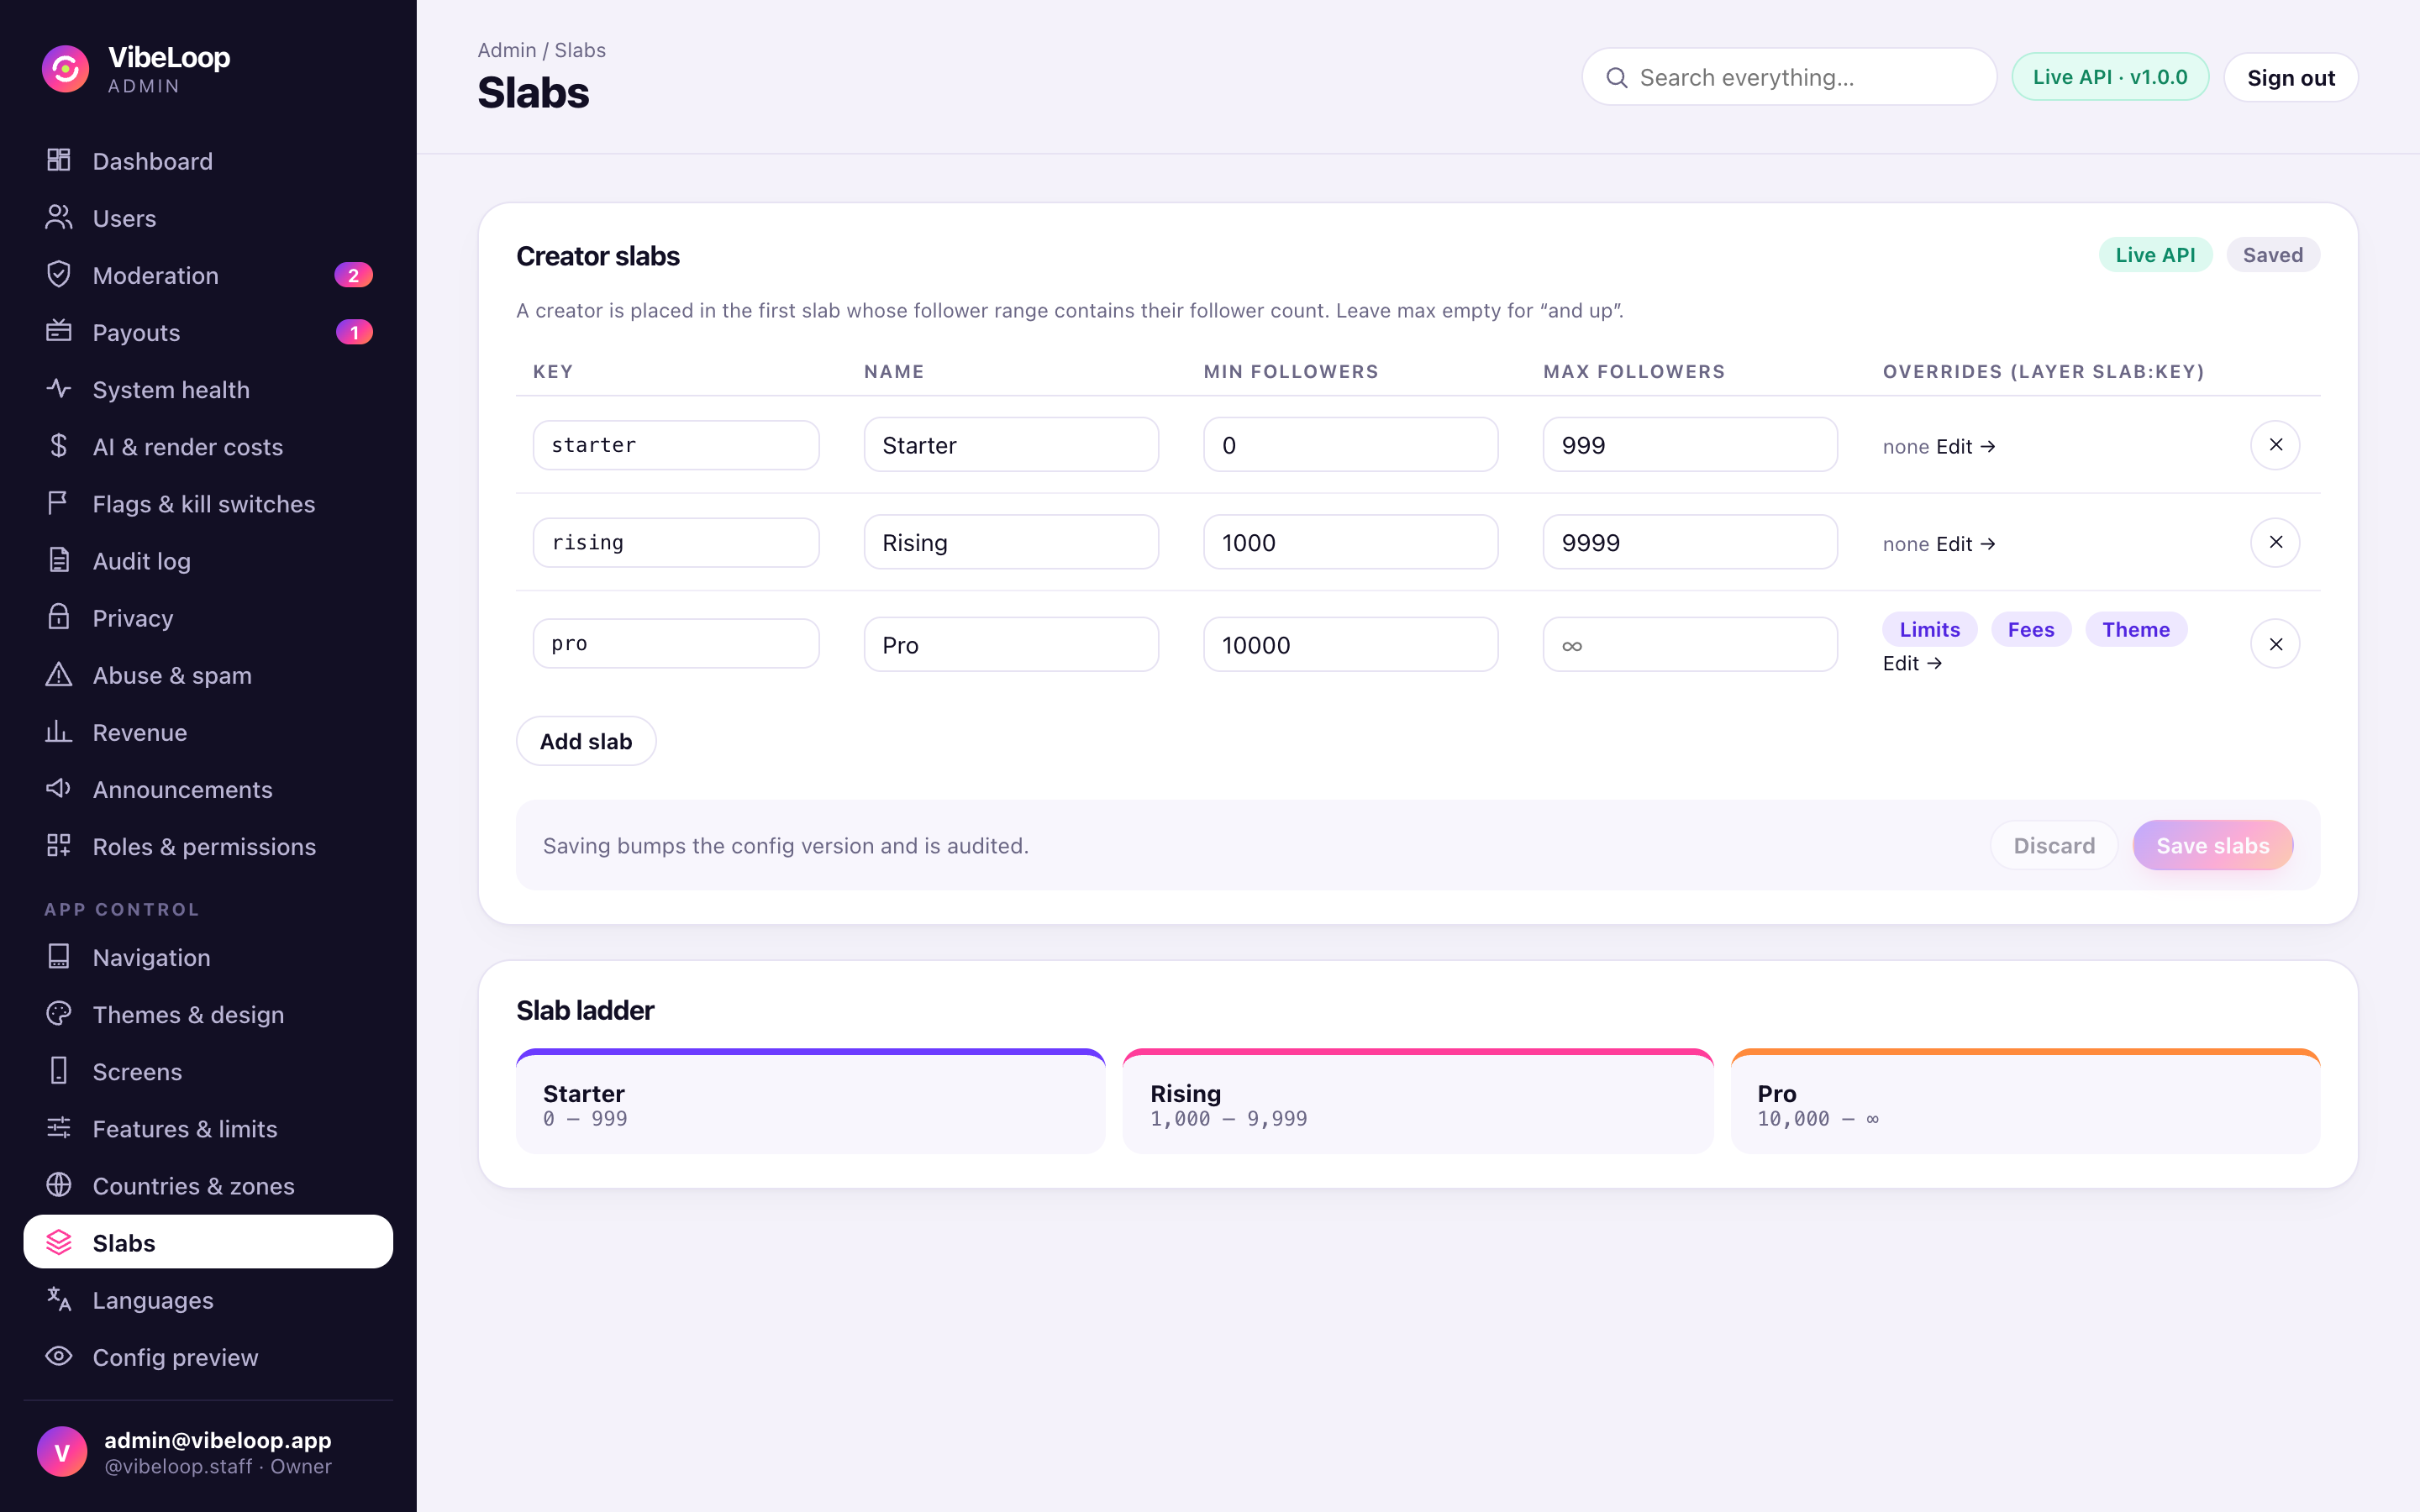 VibeLoop
ADMIN
Dashboard
Users
Moderation 2
Payouts 1
System health
AI & render costs
Flags & kill switches
Audit log
Privacy
Abuse & spam
Revenue
Announcements
Roles & permissions
APP CONTROL
Navigation
Themes & design
Screens
Features & limits
Countries & zones
Slabs
Languages
Config preview
V
admin@vibeloop.app
@vibeloop.staff · Owner
Admin / Slabs
Slabs
Search everything...
Live API · v1.0.0
Sign out
Creator slabs
Live API
Saved
A creator is placed in the first slab whose follower range contains their follower count. Leave max empty for “and up”.
KEY NAME MIN FOLLOWERS MAX FOLLOWERS OVERRIDES (LAYER SLAB:KEY)
starter Starter 0 999 none Edit →
rising Rising 1000 9999 none Edit →
pro Pro 10000 ∞ Limits Fees Theme
Edit →
Add slab
Saving bumps the config version and is audited.
Discard
Save slabs
Slab ladder
Starter
0 — 999
Rising
1,000 — 9,999
Pro
10,000 — ∞